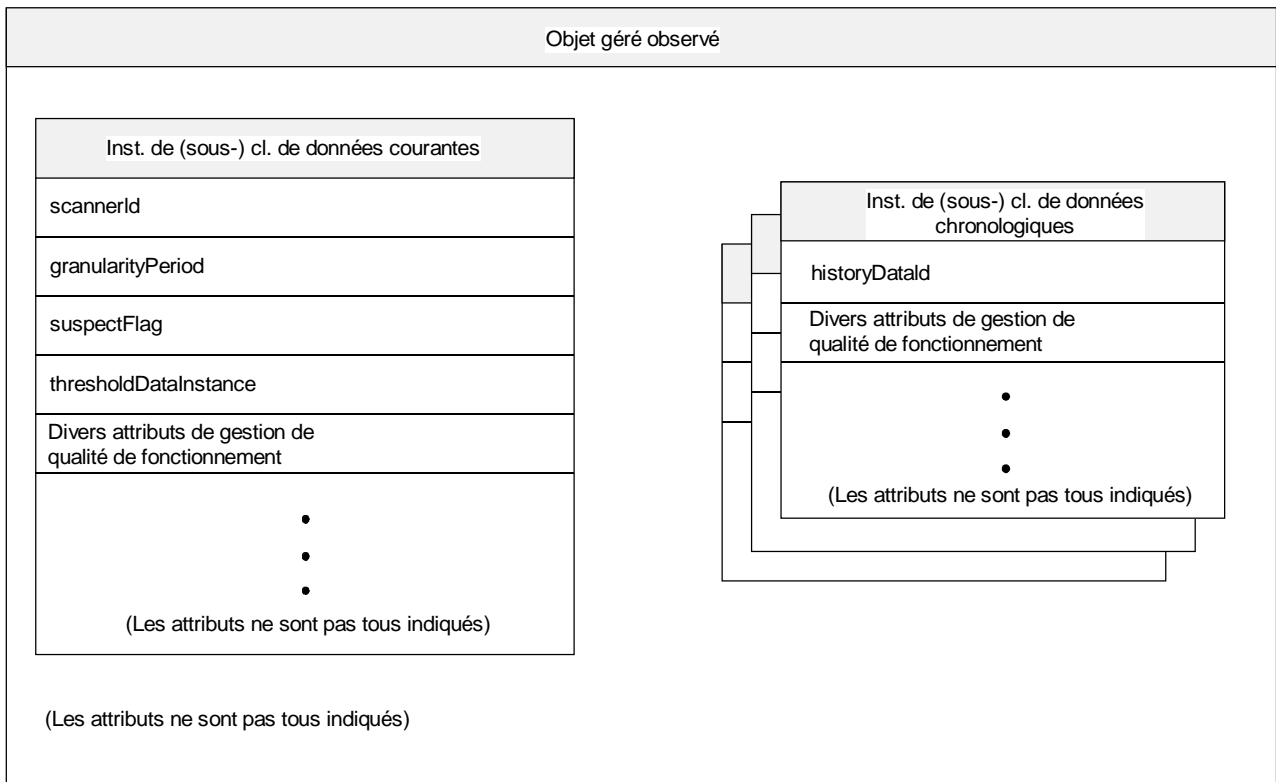 Objet géré observé
Inst. de (sous-) cl. de données courantes
scannerId
granularityPeriod
suspectFlag
thresholdDataInstance
Divers attributs de gestion de
qualité de fonctionnement
(Les attributs ne sont pas tous indiqués)
Inst. de (sous-) cl. de données
chronologiques
historyDataId
Divers attributs de gestion de
qualité de fonctionnement
(Les attributs ne sont pas tous indiqués)
(Les attributs ne sont pas tous indiqués)